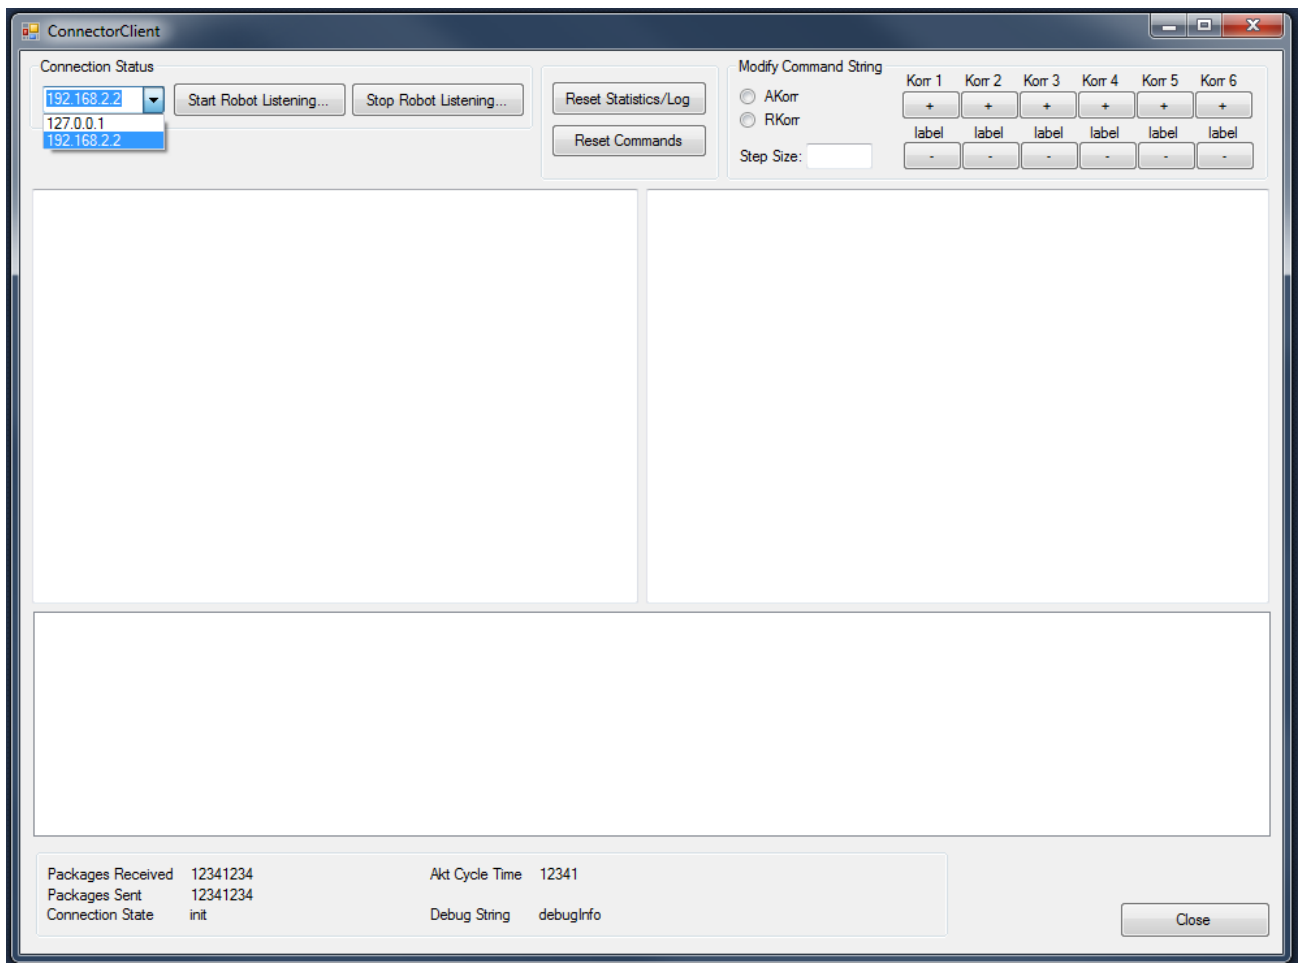 ConnectorClient
Connection Status
192.168.2.2
Start Robot Listening...
Stop Robot Listening...
127.0.0.1
192.168.2.2
Reset Statistics/Log
Reset Commands
Modify Command String
AKorr
RKorr
Step Size:
Korr 1 Korr 2 Korr 3 Korr 4 Korr 5 Korr 6
+ + + + + +
label label label label label label
- - - - - -
Packages Received 12341234
Packages Sent 12341234
Connection State init
Akt Cycle Time 12341
Debug String debugInfo
Close